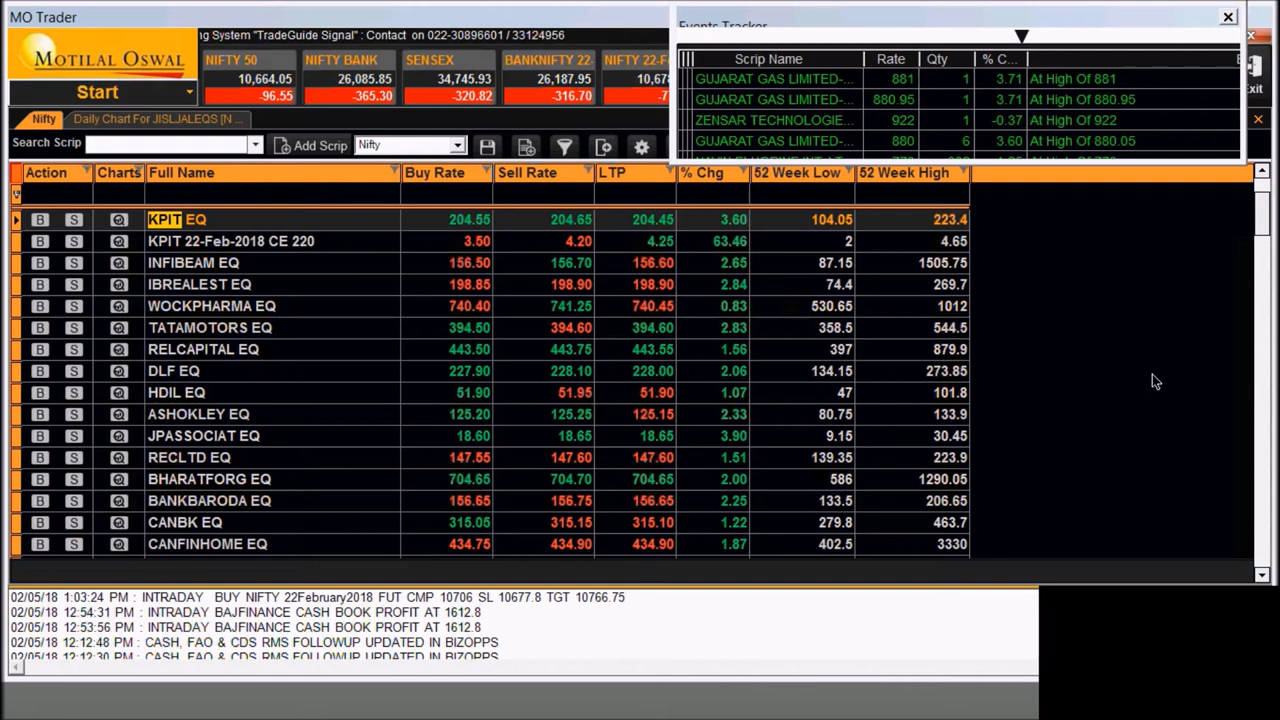 MO Trader
Events Tracker
ng System "TradeGuide Signal" : Contact on 022-30896601 / 33124956
MOTILAL OSWAL
Start
NIFTY 50 NIFTY BANK SENSEX BANKNIFTY 22- NIFTY 22-F
10,664.05 26,085.85 34,745.93 26,187.95 10,67
-96.55 -365.30 -320.82 -316.70 -7
Scrip Name Rate Qty % C...
GUJARAT GAS LIMITED-... 881 1 3.71 At High Of 881
GUJARAT GAS LIMITED-... 880.95 1 3.71 At High Of 880.95
ZENSAR TECHNOLOGIE... 922 1 -0.37 At High Of 922
GUJARAT GAS LIMITED-... 880 6 3.60 At High Of 880.05
Exit
Nifty Daily Chart For JISLJALEQS [N ...
Search Scrip Add Scrip Nifty
Action Charts Full Name Buy Rate Sell Rate LTP % Chg 52 Week Low 52 Week High
B S KPIT EQ 204.55 204.65 204.45 3.60 104.05 223.4
B S KPIT 22-Feb-2018 CE 220 3.50 4.20 4.25 63.46 2 4.65
B S INFIBEAM EQ 156.50 156.70 156.60 2.65 87.15 1505.75
B S IBREALEST EQ 198.85 198.90 198.90 2.84 74.4 269.7
B S WOCKPHARMA EQ 740.40 741.25 740.45 0.83 530.65 1012
B S TATAMOTORS EQ 394.50 394.60 394.60 2.83 358.5 544.5
B S RELCAPITAL EQ 443.50 443.75 443.55 1.56 397 879.9
B S DLF EQ 227.90 228.10 228.00 2.06 134.15 273.85
B S HDIL EQ 51.90 51.95 51.90 1.07 47 101.8
B S ASHOKLEY EQ 125.20 125.25 125.15 2.33 80.75 133.9
B S JPASSOCIAT EQ 18.60 18.65 18.65 3.90 9.15 30.45
B S RECLTD EQ 147.55 147.60 147.60 1.51 139.35 223.9
B S BHARATFORG EQ 704.65 704.70 704.65 2.00 586 1290.05
B S BANKBARODA EQ 156.65 156.75 156.65 2.25 133.5 206.65
B S CANBK EQ 315.05 315.15 315.10 1.22 279.8 463.7
B S CANFINHOME EQ 434.75 434.90 434.90 1.87 402.5 3330
02/05/18 1:03:24 PM : INTRADAY BUY NIFTY 22February2018 FUT CMP 10706 SL 10677.8 TGT 10766.75
02/05/18 12:54:31 PM : INTRADAY BAJFINANCE CASH BOOK PROFIT AT 1612.8
02/05/18 12:53:56 PM : INTRADAY BAJFINANCE CASH BOOK PROFIT AT 1612.8
02/05/18 12:12:48 PM : CASH, FAO & CDS RMS FOLLOWUP UPDATED IN BIZOPPS
02/05/18 12:12:30 PM : CASH, FAO & CDS RMS FOLLOWUP UPDATED IN BIZOPPS